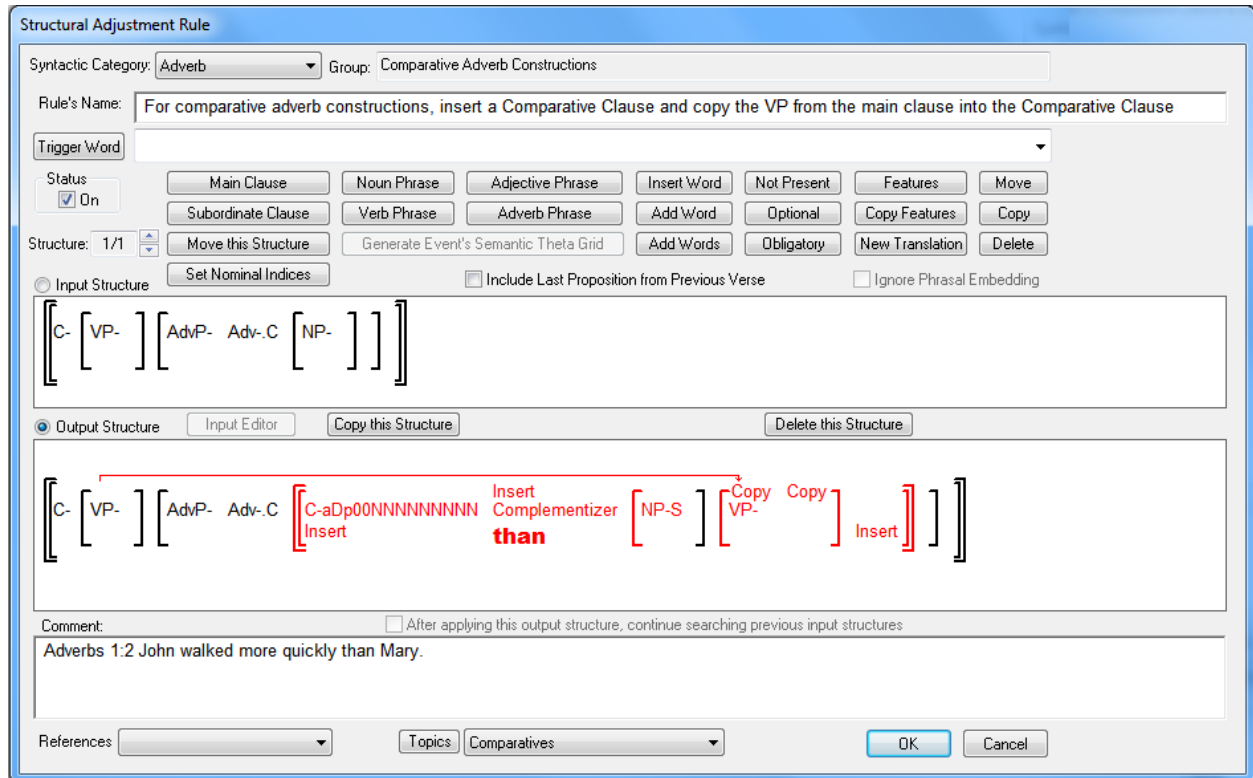 Structural Adjustment Rule
Syntactic Category: Adverb Group: Comparative Adverb Constructions
Rule's Name: For comparative adverb constructions, insert a Comparative Clause and copy the VP from the main clause into the Comparative Clause
Trigger Word
Status
On
Main Clause Noun Phrase Adjective Phrase Insert Word Not Present Features Move
Subordinate Clause Verb Phrase Adverb Phrase Add Word Optional Copy Features Copy
Structure: 1/1 Move this Structure Generate Event's Semantic Theta Grid Add Words Obligatory New Translation Delete
Set Nominal Indices
Input Structure Include Last Proposition from Previous Verse Ignore Phrasal Embedding
[[C- [VP- ] [AdvP- Adv-.C [NP- ] ] ]]
Output Structure Input Editor Copy this Structure Delete this Structure
Insert Copy Copy
[[C- [VP- ] [AdvP- Adv-.C [[C-aDp00NNNNNNNNN Complementizer [NP-S ] [VP- ] ]] ] ]]
Insert than Insert
Comment: After applying this output structure, continue searching previous input structures
Adverbs 1:2 John walked more quickly than Mary.
References Topics Comparatives OK Cancel